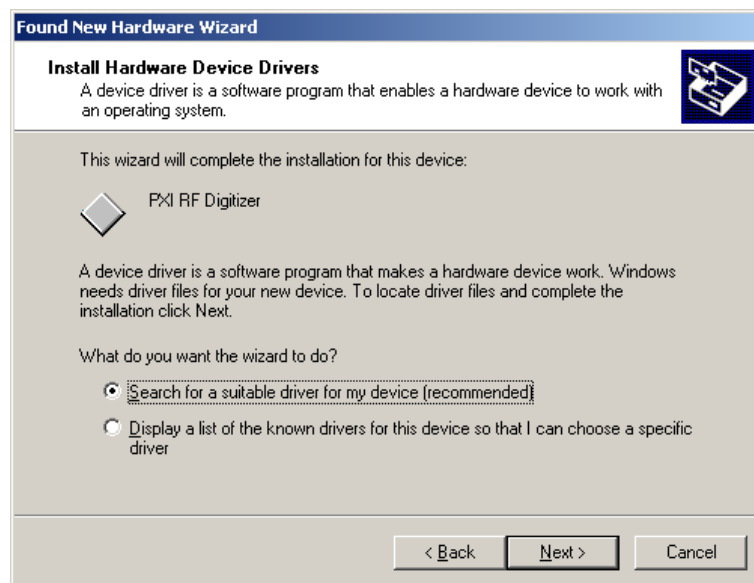 Found New Hardware Wizard
Install Hardware Device Drivers
A device driver is a software program that enables a hardware device to work with
an operating system.
This wizard will complete the installation for this device:
PXI RF Digitizer
A device driver is a software program that makes a hardware device work. Windows
needs driver files for your new device. To locate driver files and complete the
installation click Next.
What do you want the wizard to do?
Search for a suitable driver for my device (recommended)
Display a list of the known drivers for this device so that I can choose a specific
driver
< Back Next > Cancel